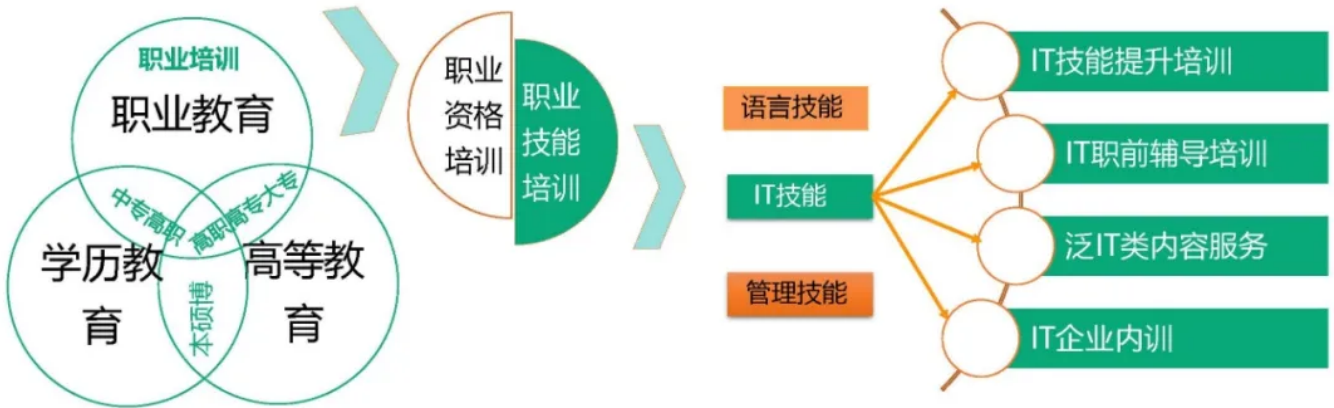 职业培训
职业教育
中专高职
高职高专大专
学历教
育
高等教
育
本硕博
职业
资格
培训
职业
技能
培训
语言技能
IT技能
管理技能
IT技能提升培训
IT职前辅导培训
泛IT类内容服务
IT企业内训